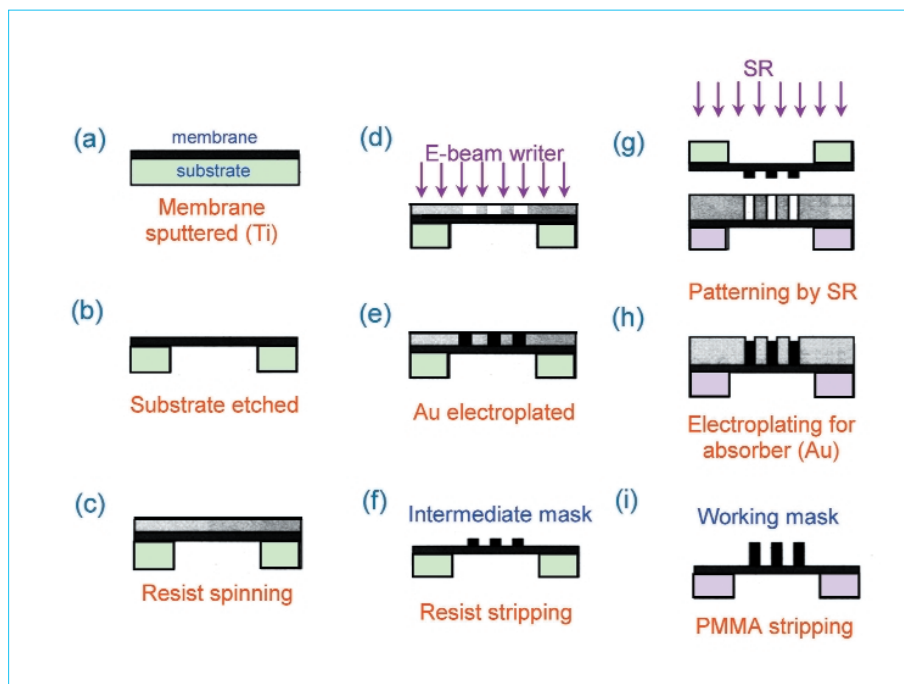 (a)
membrane
substrate
Membrane
sputtered (Ti)
(b)
Substrate etched
(c)
Resist spinning
(d)
E-beam writer
(e)
Au electroplated
(f)
Intermediate mask
Resist stripping
SR
(g)
Patterning by SR
(h)
Electroplating for
absorber (Au)
(i)
Working mask
PMMA stripping